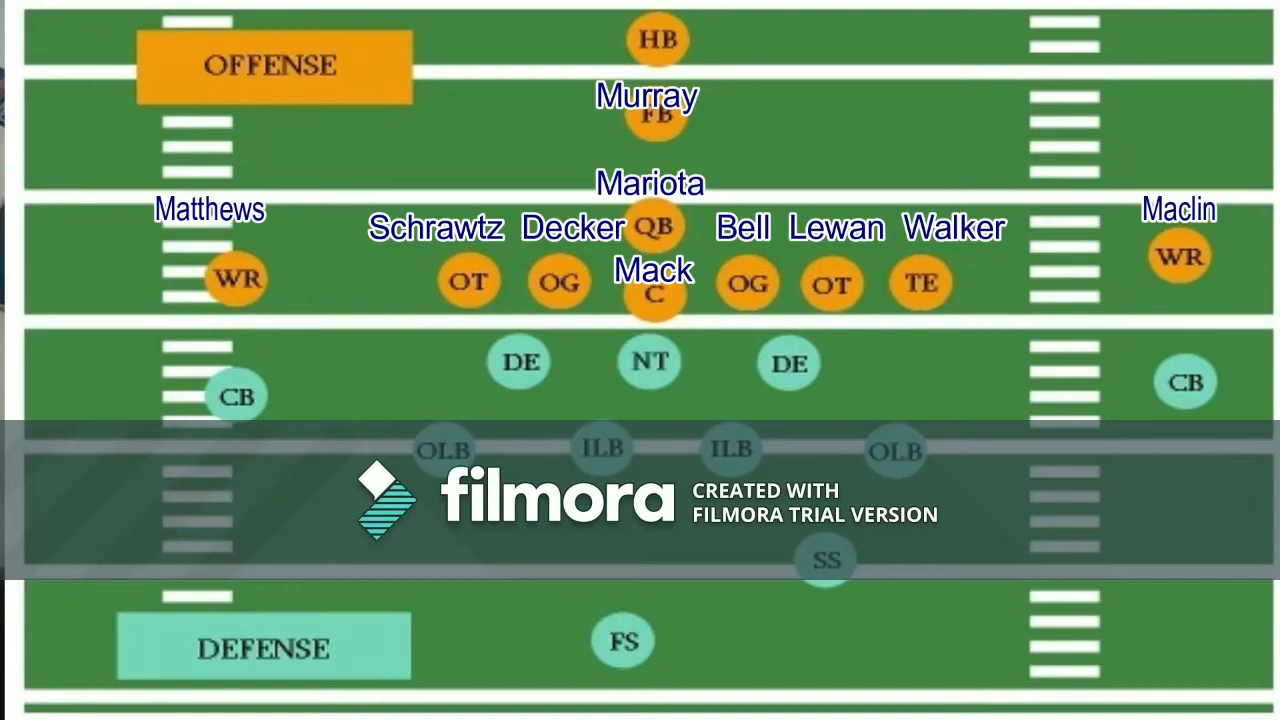 HB
OFFENSE
Murray
FB
Mariota
Matthews
Maclin
Schrawtz Decker QB Bell Lewan Walker
WR
Mack
WR OT OG C OG OT TE
DE NT DE
CB CB
OLB ILB ILB OLB
filmora CREATED WITH
FILMORA TRIAL VERSION
SS
FS
DEFENSE